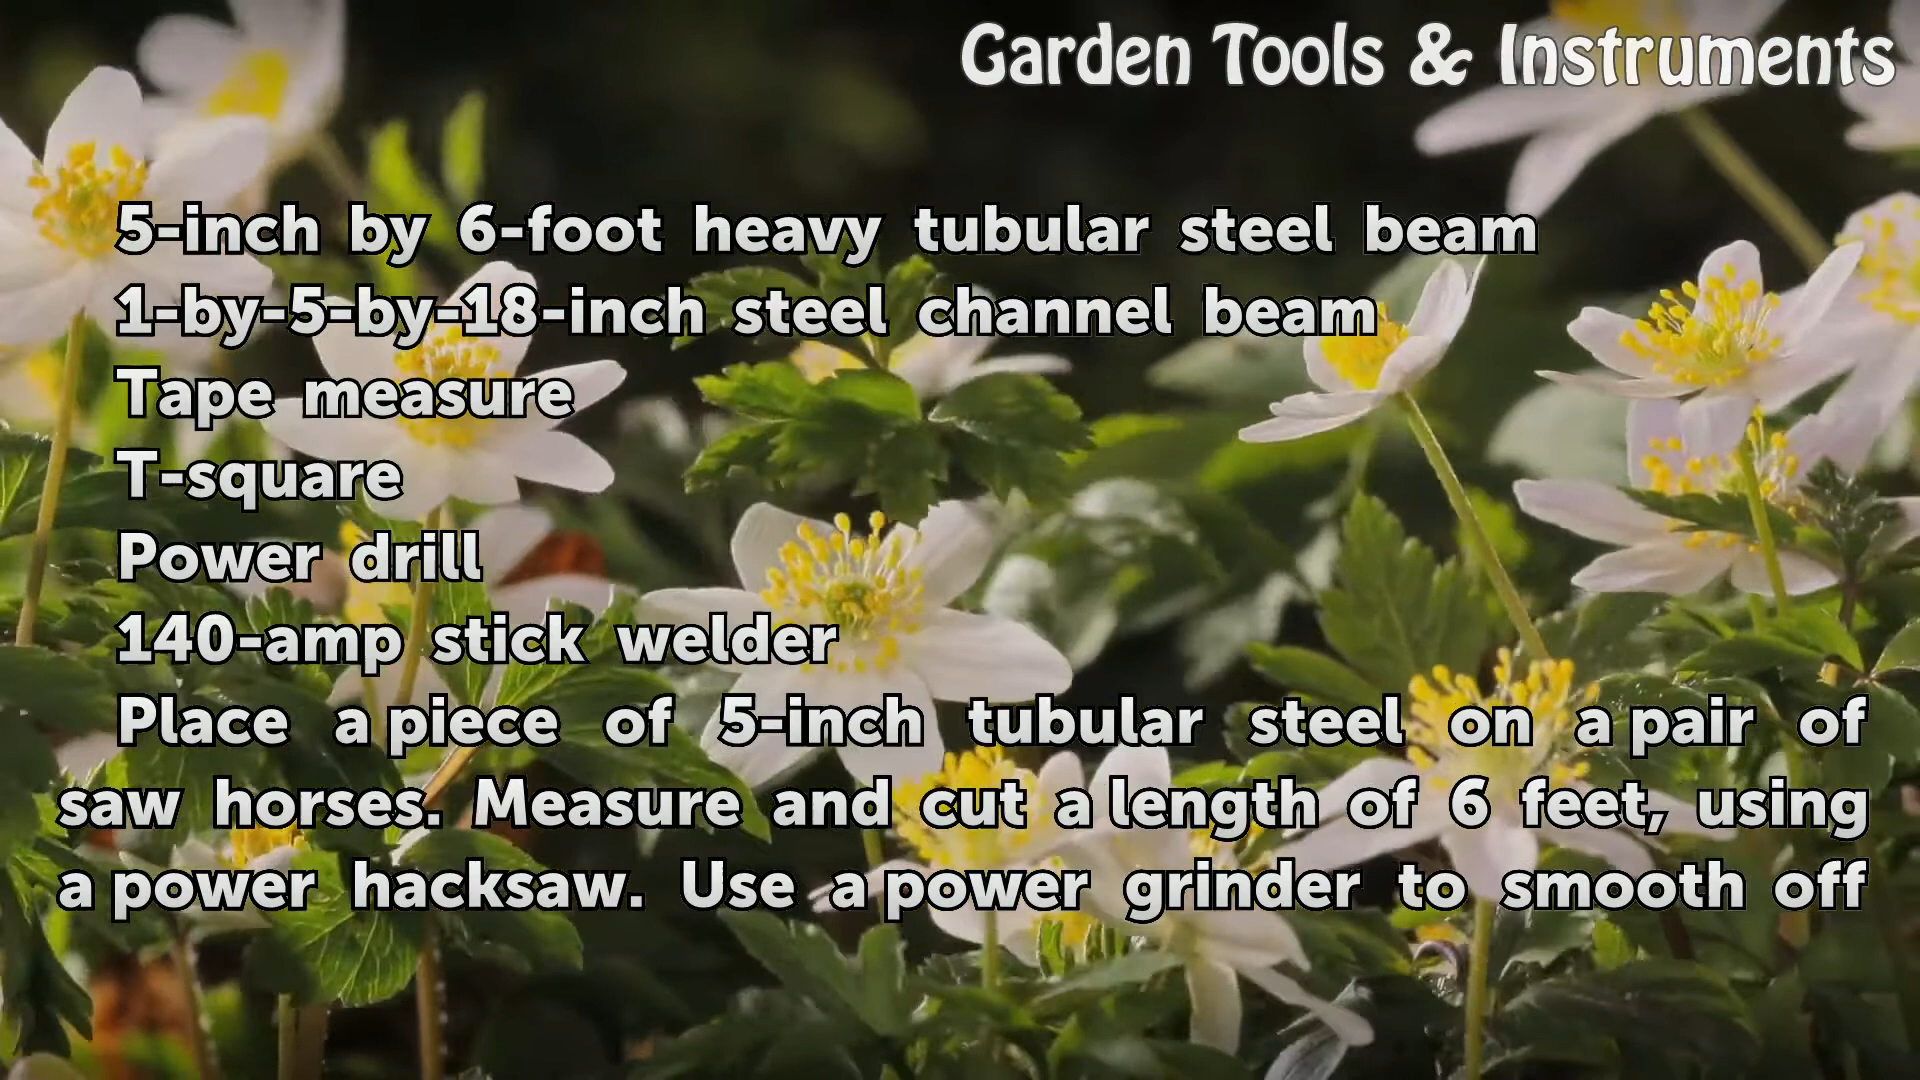 Garden Tools & Instruments
5-inch by 6-foot heavy tubular steel beam
1-by-5-by-18-inch steel channel beam
Tape measure
T-square
Power drill
140-amp stick welder
Place a piece of 5-inch tubular steel on a pair of
saw horses. Measure and cut a length of 6 feet, using
a power hacksaw. Use a power grinder to smooth off